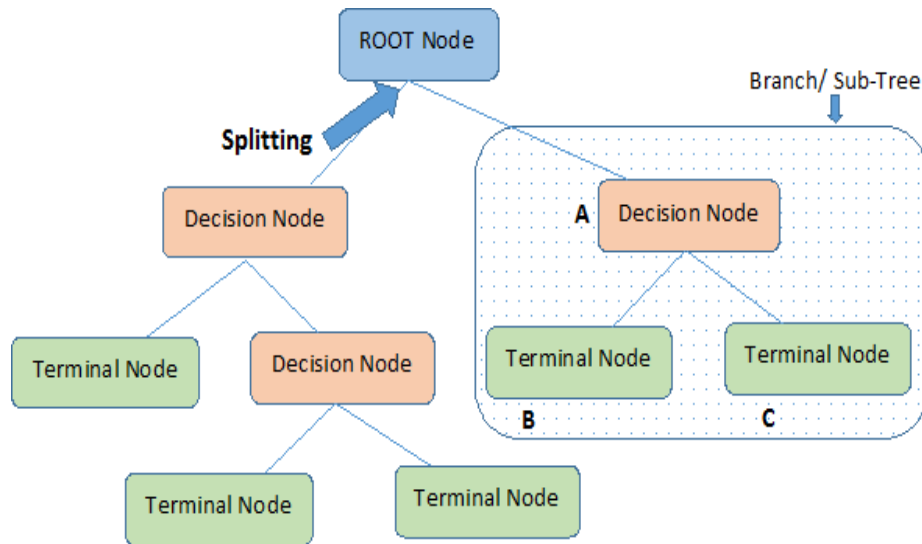 ROOT Node
Branch/ Sub-Tree
Splitting
Decision Node
A
Decision Node
Terminal Node
Decision Node
Terminal Node
Terminal Node
B
C
Terminal Node
Terminal Node